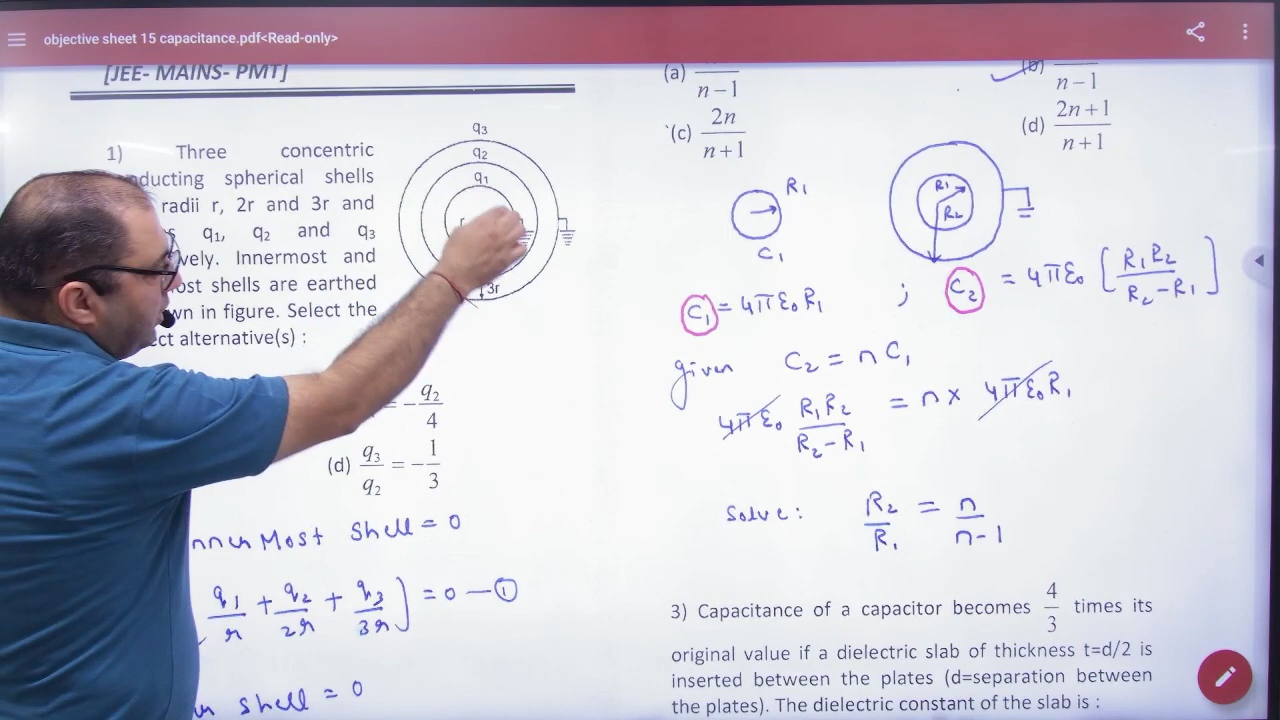 objective sheet 15 capacitance.pdf<Read-only>
[JEE- MAINS- PMT]
1) Three concentric
ducting spherical shells
radii r, 2r and 3r and
q₁, q₂ and q₃
vely. Innermost and
ost shells are earthed
wn in figure. Select the
ct alternative(s) :
= -q₂/4
(d) q₃/q₂ = -1/3
q₃
q₂
q₁
3r
nner Most Shell = 0
q₁/r + q₂/2r + q₃/3r] = 0 — ①
shell = 0
(a) n-1
(b) n-1
(c) 2n/n+1
(d) 2n+1/n+1
R₁
C₁
R₁
R₂
C₁ = 4πε₀R₁ ; C₂ = 4πε₀ [R₁R₂/R₂-R₁]
given C₂ = nC₁
4πε₀ R₁R₂/R₂-R₁ = n× 4πε₀R₁
Solve: R₂/R₁ = n/n-1
3) Capacitance of a capacitor becomes 4/3 times its
original value if a dielectric slab of thickness t=d/2 is
inserted between the plates (d=separation between
the plates). The dielectric constant of the slab is :